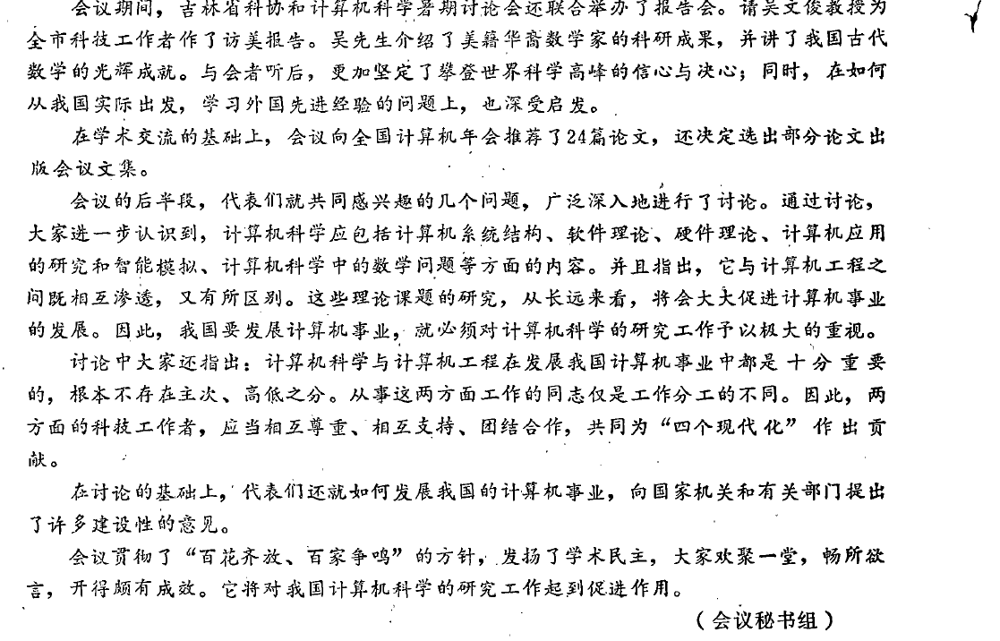 会议期间，吉林省科协和计算机科学暑期讨论会还联合举办了报告会。请吴文俊教授为
全市科技工作者作了访美报告。吴先生介绍了美籍华裔数学家的科研成果，并讲了我国古代
数学的光辉成就。与会者听后，更加坚定了攀登世界科学高峰的信心与决心；同时，在如何
从我国实际出发，学习外国先进经验的问题上，也深受启发。
在学术交流的基础上，会议向全国计算机年会推荐了24篇论文，还决定选出部分论文出
版会议文集。
会议的后半段，代表们就共同感兴趣的几个问题，广泛深入地进行了讨论。通过讨论，
大家进一步认识到，计算机科学应包括计算机系统结构、软件理论、硬件理论、计算机应用
的研究和智能模拟、计算机科学中的数学问题等方面的内容。并且指出，它与计算机工程之
间既相互渗透，又有所区别。这些理论课题的研究，从长远来看，将会大大促进计算机事业
的发展。因此，我国要发展计算机事业，就必须对计算机科学的研究工作予以极大的重视。
讨论中大家还指出：计算机科学与计算机工程在发展我国计算机事业中都是十分重要
的，根本不存在主次、高低之分。从事这两方面工作的同志仅是工作分工的不同。因此，两
方面的科技工作者，应当相互尊重、相互支持、团结合作，共同为“四个现代化”作出贡
献。
在讨论的基础上，代表们还就如何发展我国的计算机事业，向国家机关和有关部门提出
了许多建设性的意见。
会议贯彻了“百花齐放、百家争鸣”的方针，发扬了学术民主，大家欢聚一堂，畅所欲
言，开得颇有成效。它将对我国计算机科学的研究工作起到促进作用。
（会议秘书组）